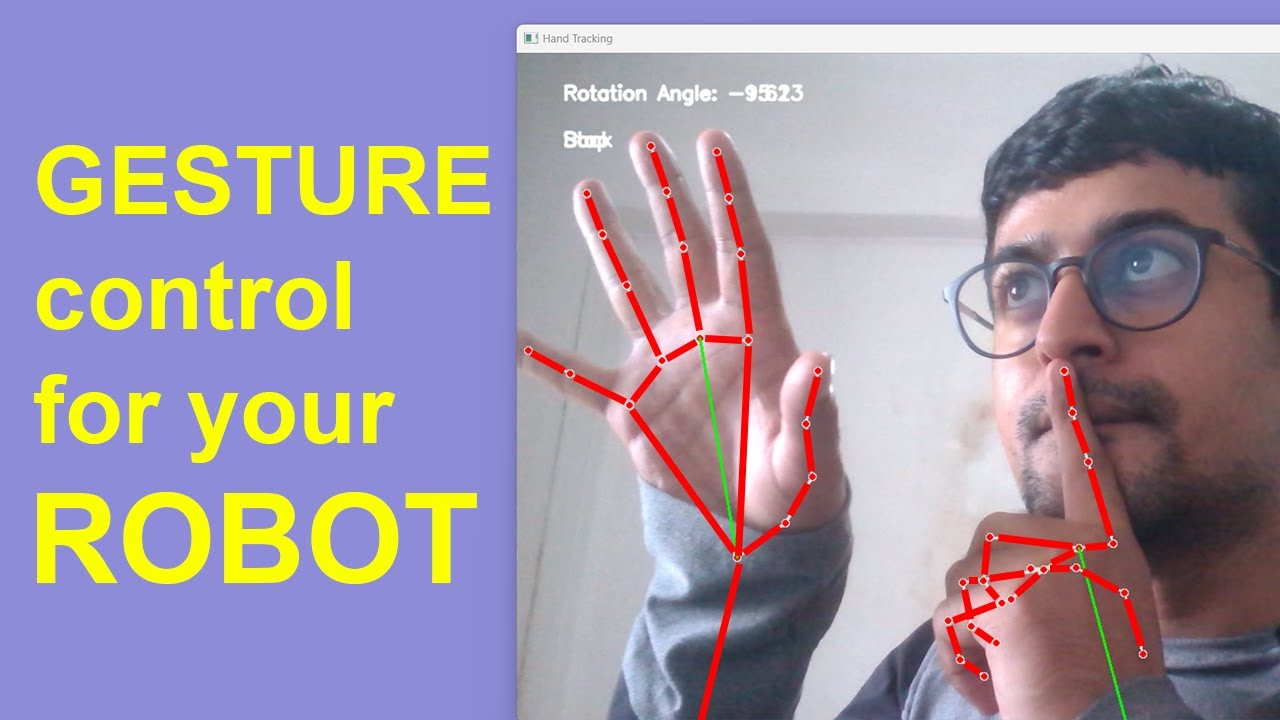 GESTURE
control
for your
ROBOT
Hand Tracking
Rotation Angle: